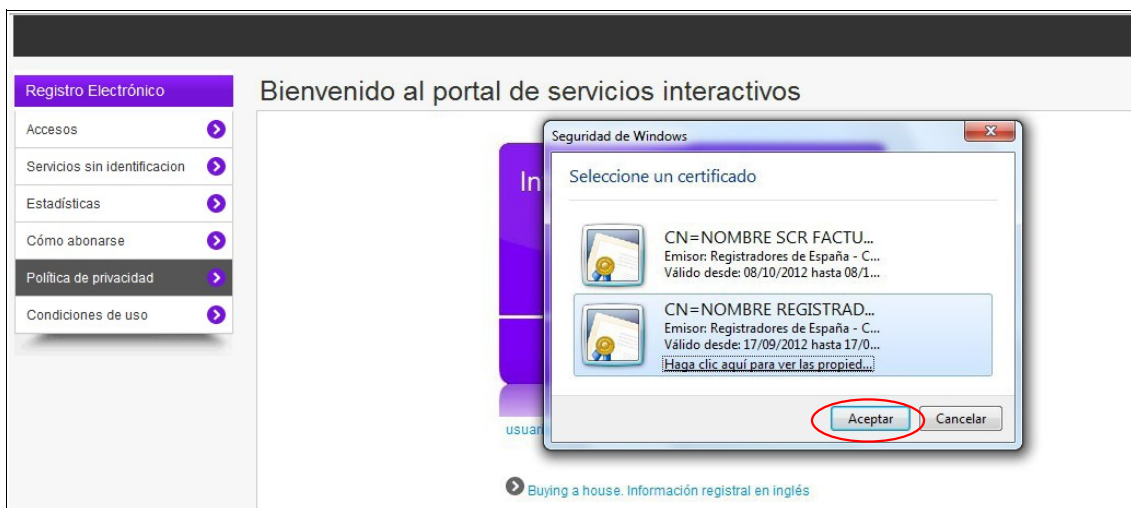 Registro Electrónico
Accesos
Servicios sin identificacion
Estadísticas
Cómo abonarse
Política de privacidad
Condiciones de uso
Bienvenido al portal de servicios interactivos
In
usuar
Seguridad de Windows
Seleccione un certificado
CN=NOMBRE SCR FACTU...
Emisor: Registradores de España - C...
Válido desde: 08/10/2012 hasta 08/1...
CN=NOMBRE REGISTRAD...
Emisor: Registradores de España - C...
Válido desde: 17/09/2012 hasta 17/0...
Haga clic aquí para ver las propied...
Aceptar Cancelar
Buying a house. Información registral en inglés